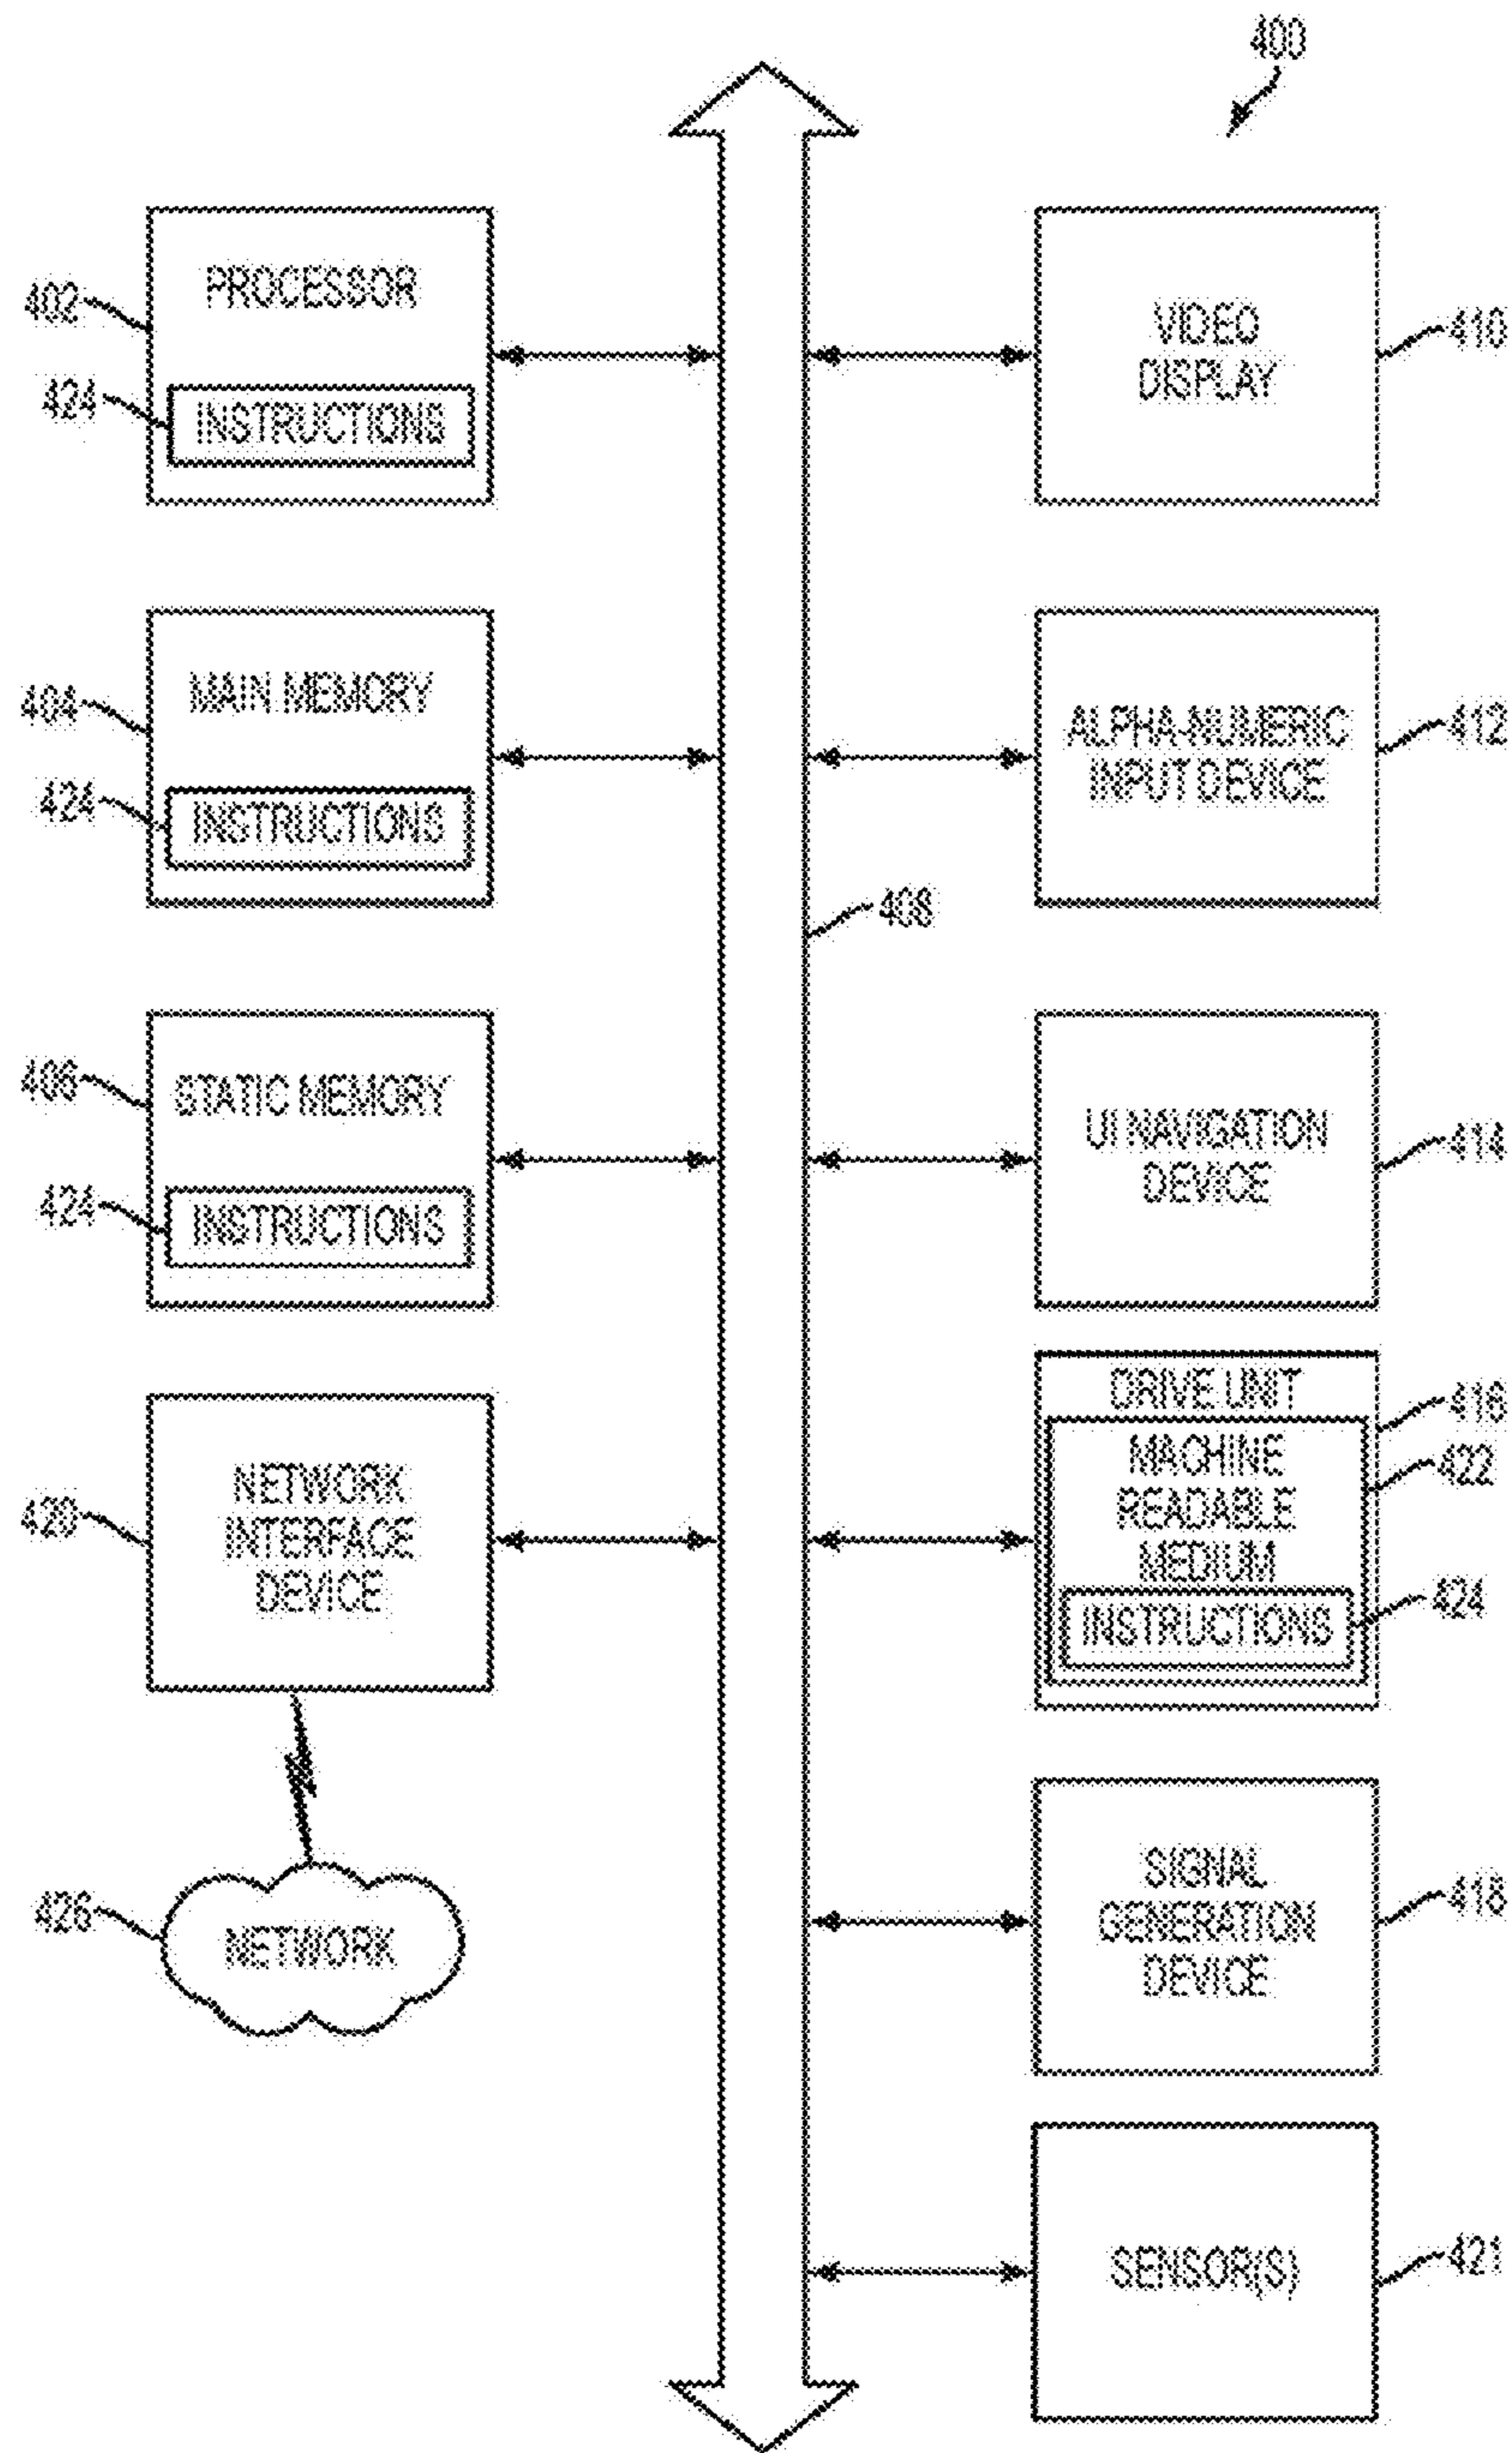 400
402
PROCESSOR
424
INSTRUCTIONS
VIDEO
DISPLAY
410
404
MAIN MEMORY
424
INSTRUCTIONS
ALPHA-NUMERIC
INPUT DEVICE
412
408
406
STATIC MEMORY
424
INSTRUCTIONS
UI NAVIGATION
DEVICE
414
420
NETWORK
INTERFACE
DEVICE
DRIVE UNIT
416
MACHINE
READABLE
MEDIUM
422
INSTRUCTIONS
424
426
NETWORK
SIGNAL
GENERATION
DEVICE
418
SENSOR(S)
421